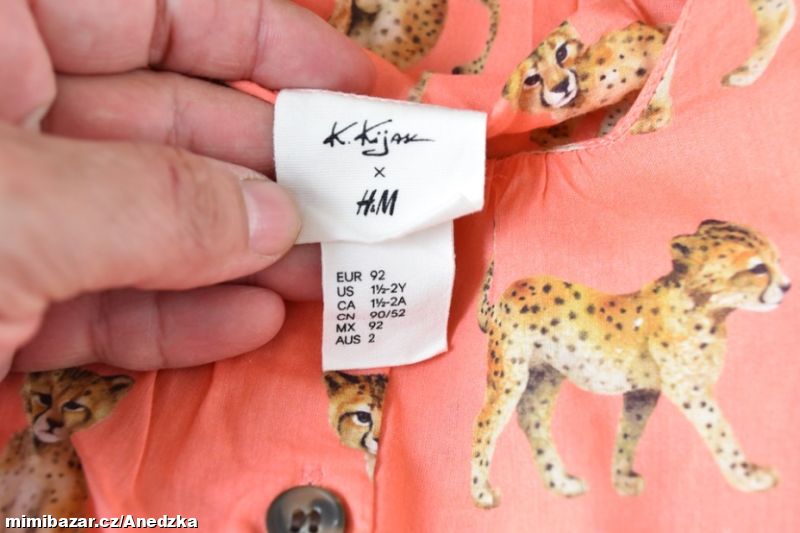 K. Kijak
x
H&M
EUR 92
US 1½-2Y
CA 1½-2A
CN 90/52
MX 92
AUS 2
mimibazar.cz/Anedzka